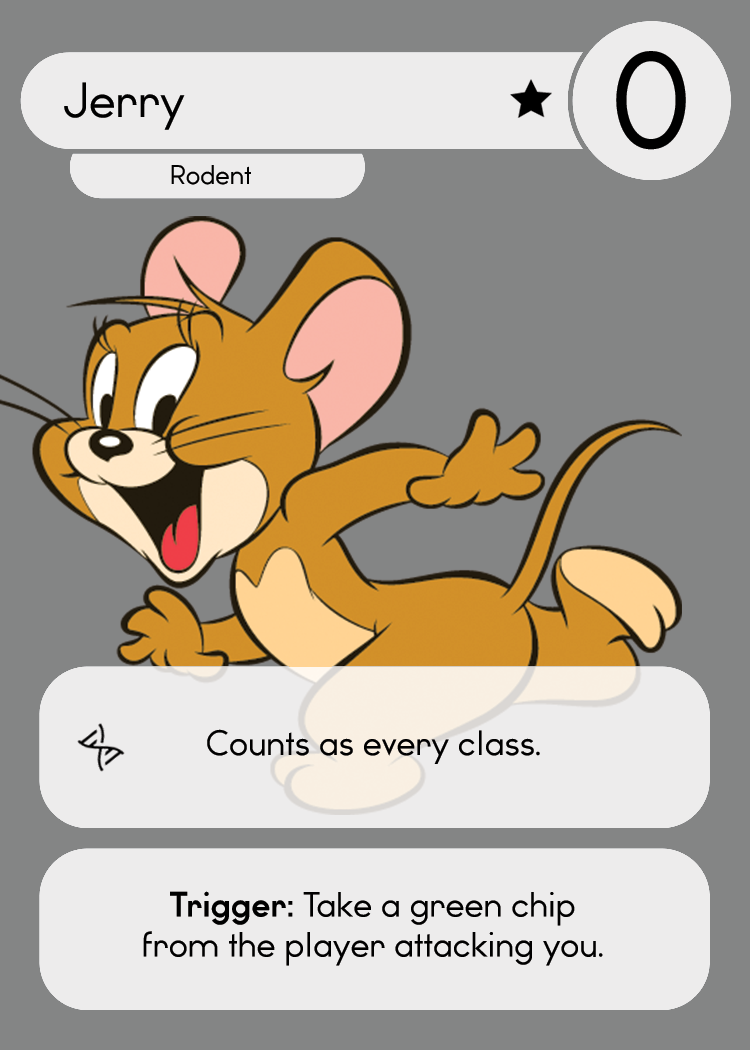 Jerry
0
Rodent
Counts as every class.
Trigger: Take a green chip
from the player attacking you.